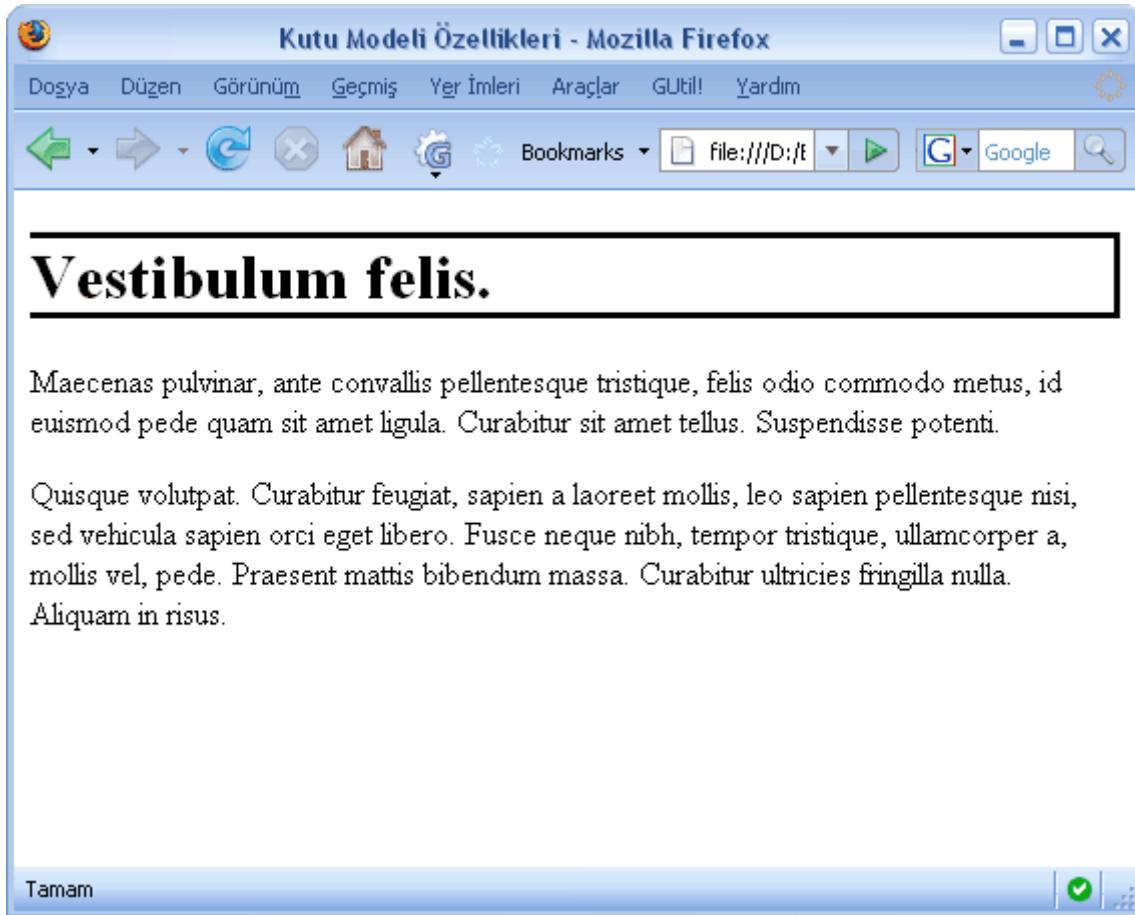 Kutu Modeli Özellikleri - Mozilla Firefox
Dosya Düzen Görünüm Geçmiş Yer İmleri Araçlar GUtil! Yardım
G Bookmarks file:///D:/E G Google
Vestibulum felis.
Maecenas pulvinar, ante convallis pellentesque tristique, felis odio commodo metus, id
euismod pede quam sit amet ligula. Curabitur sit amet tellus. Suspendisse potenti.
Quisque volutpat. Curabitur feugiat, sapien a laoreet mollis, leo sapien pellentesque nisi,
sed vehicula sapien orci eget libero. Fusce neque nibh, tempor tristique, ullamcorper a,
mollis vel, pede. Praesent mattis bibendum massa. Curabitur ultricies fringilla nulla.
Aliquam in risus.
Tamam